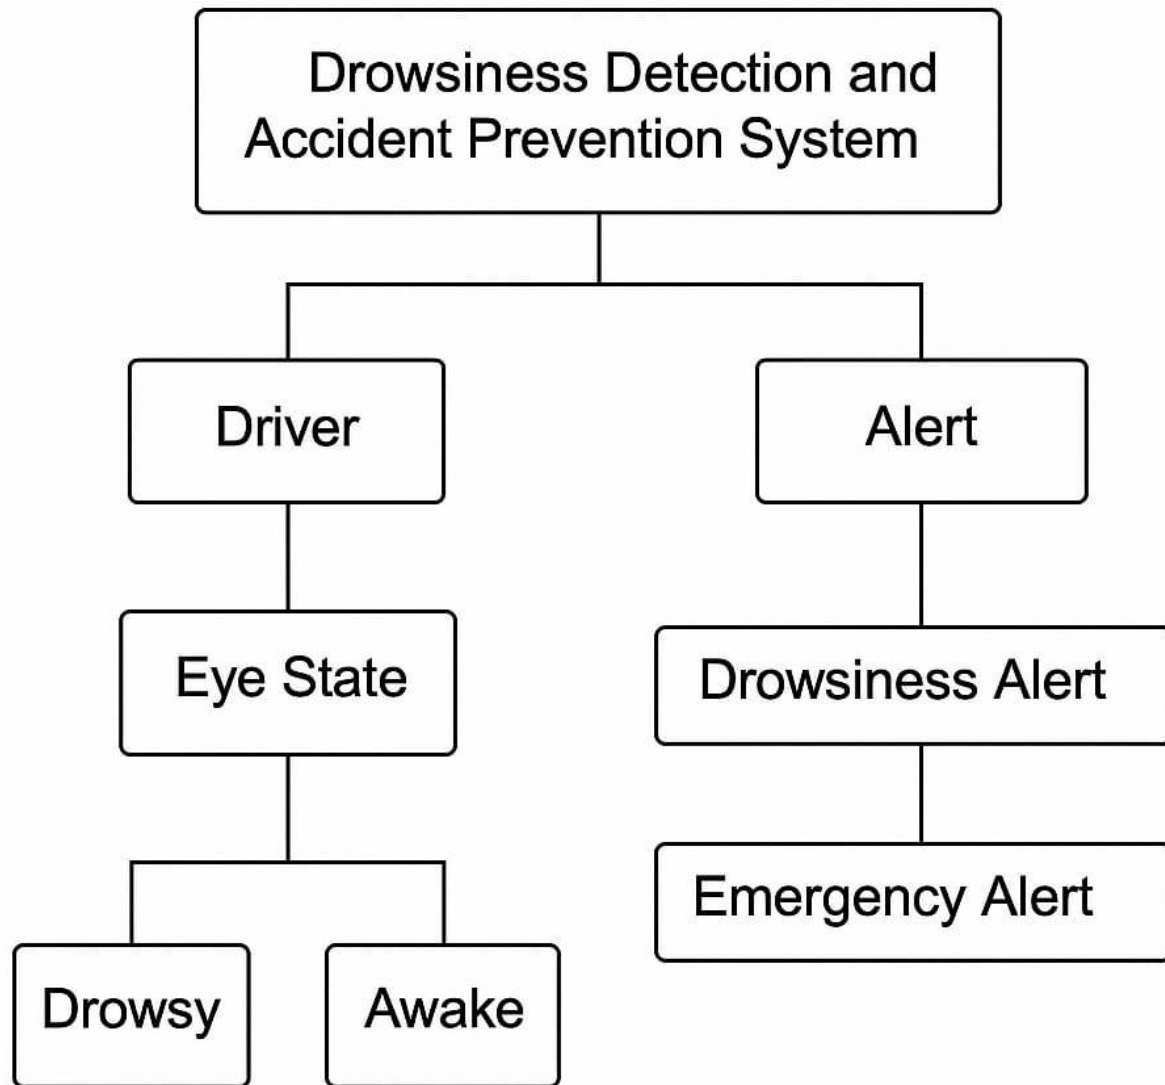 Drowsiness Detection and
Accident Prevention System
Driver
Alert
Eye State
Drowsiness Alert
Emergency Alert
Drowsy
Awake